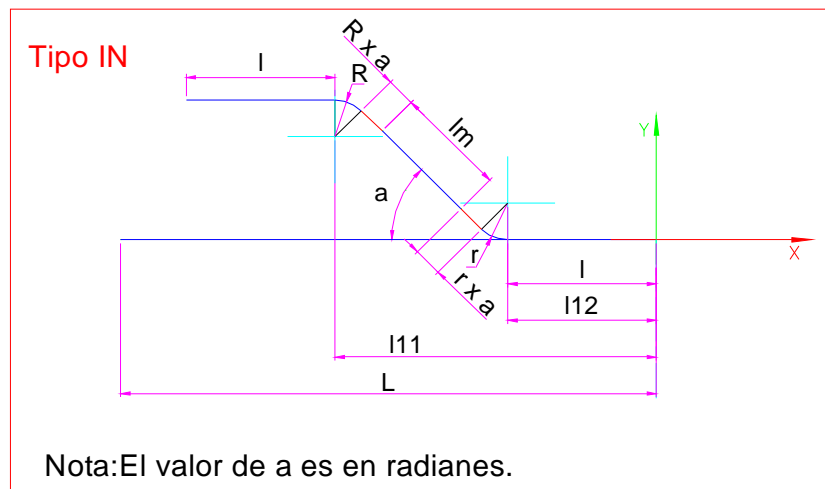 Tipo IN
l
R x a
R
lm
a
Y
X
r
r x a
l
l12
l11
L
Nota:El valor de a es en radianes.